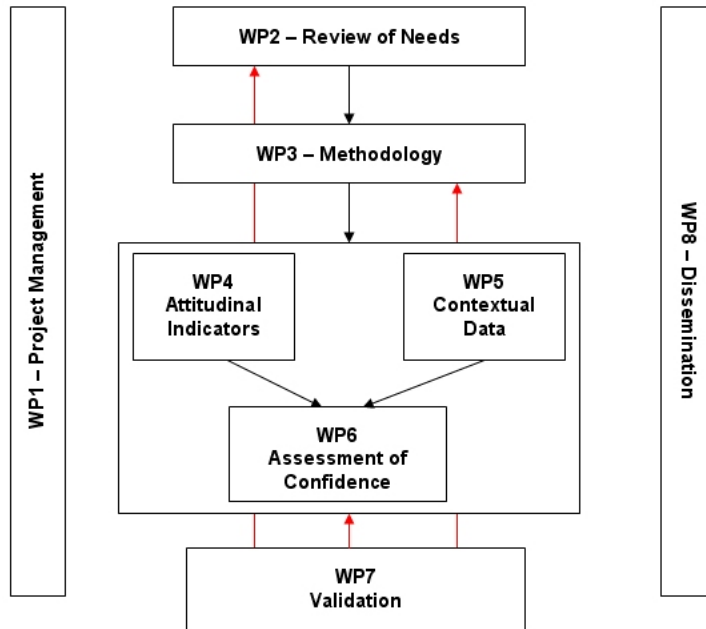 WP2 – Review of Needs
WP3 – Methodology
WP1 – Project Management
WP4
Attitudinal
Indicators
WP5
Contextual
Data
WP6
Assessment of
Confidence
WP7
Validation
WP8 – Dissemination